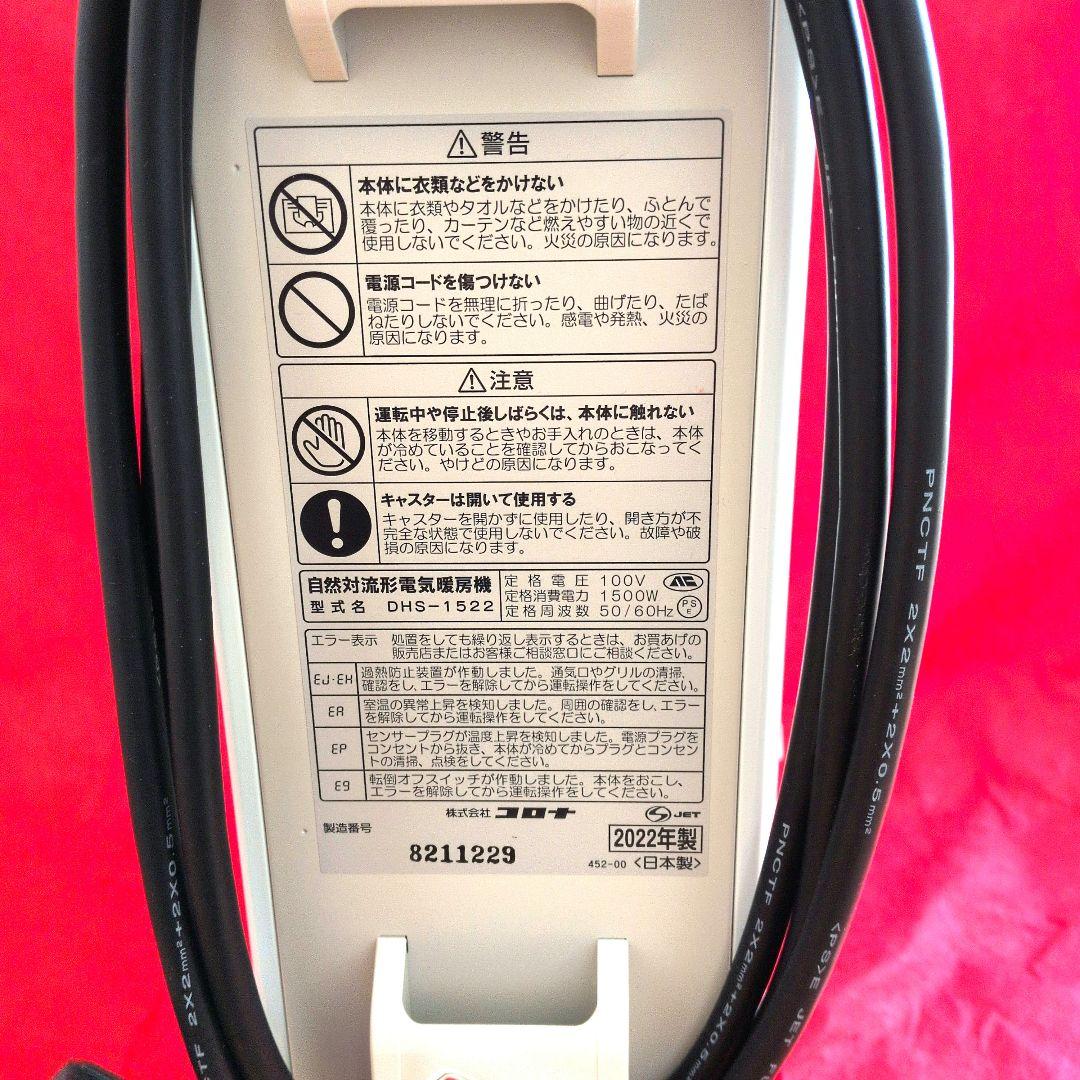 警告
本体に衣類などをかけない
本体に衣類やタオルなどをかけたり、ふとんで
覆ったり、カーテンなど燃えやすい物の近くで
使用しないでください。火災の原因になります。
電源コードを傷つけない
電源コードを無理に折ったり、曲げたり、たば
ねたりしないでください。感電や発熱、火災の
原因になります。
注意
運転中や停止後しばらくは、本体に触れない
本体を移動するときやお手入れのときは、本体
が冷めていることを確認してからおこなってく
ださい。やけどの原因になります。
キャスターは開いて使用する
キャスターを開かずに使用したり、開き方が不
完全な状態で使用しないでください。故障や破
損の原因になります。
自然対流形電気暖房機
型式名 DHS-1522
定格電圧 100V
定格消費電力 1500W
定格周波数 50/60Hz
PS
E
エラー表示 処置をしても繰り返し表示するときは、お買あげの
販売店またはお客様ご相談窓口にご相談ください。
EJ・EH 過熱防止装置が作動しました。通気口やグリルの清掃、
確認をし、エラーを解除してから運転操作をしてください。
EA 室温の異常上昇を検知しました。周囲の確認をし、エラー
を解除してから運転操作をしてください。
EP センサープラグが温度上昇を検知しました。電源プラグを
コンセントから抜き、本体が冷めてからプラグとコンセン
トの清掃、点検をしてください。
E9 転倒オフスイッチが作動しました。本体をおこし、
エラーを解除してから運転操作をしてください。
株式会社 コロナ
JET
製造番号
8211229
2022年製
452-00 <日本製>
PNCTF 2X2mm²+2X0.5mm²
PNCTF 2X2mm²+2X0.5mm²
<PS>E JET
TF 2X2mm²+2X0.5mm²
<PS>E JET